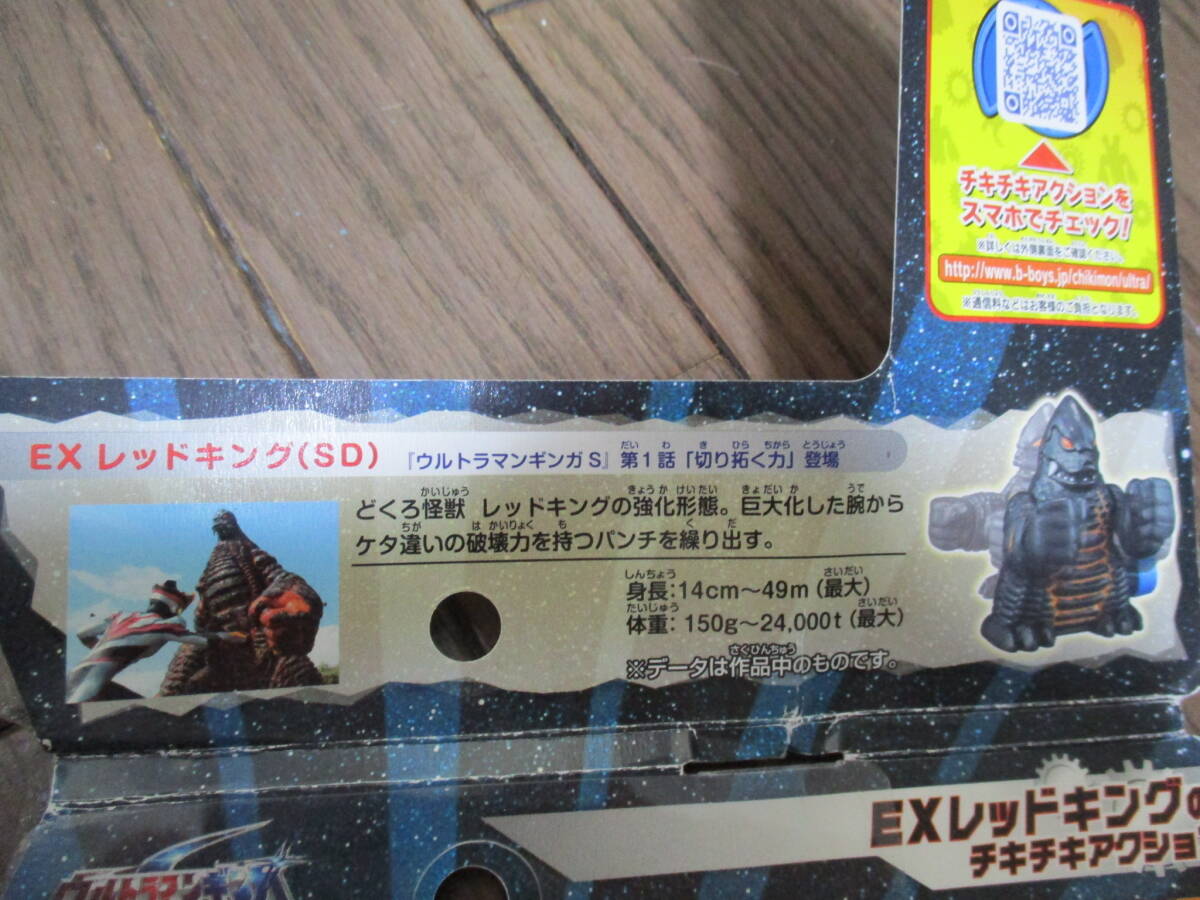 チキチキアクションを
スマホでチェック!
※詳しくは外側裏面をご確認ください。
http://www.b-boys.jp/chikimon/ultra/
※通信料などはお客様のご負担となります。
EX レッドキング(SD) 『ウルトラマンギンガS』第1話「切り拓く力」登場
どくろ怪獣 レッドキングの強化形態。巨大化した腕から
ケタ違いの破壊力を持つパンチを繰り出す。
身長:14cm〜49m(最大)
体重:150g〜24,000t(最大)
※データは作品中のものです。
EXレッドキングの
チキチキアクショ
ウルトラマンギンガ